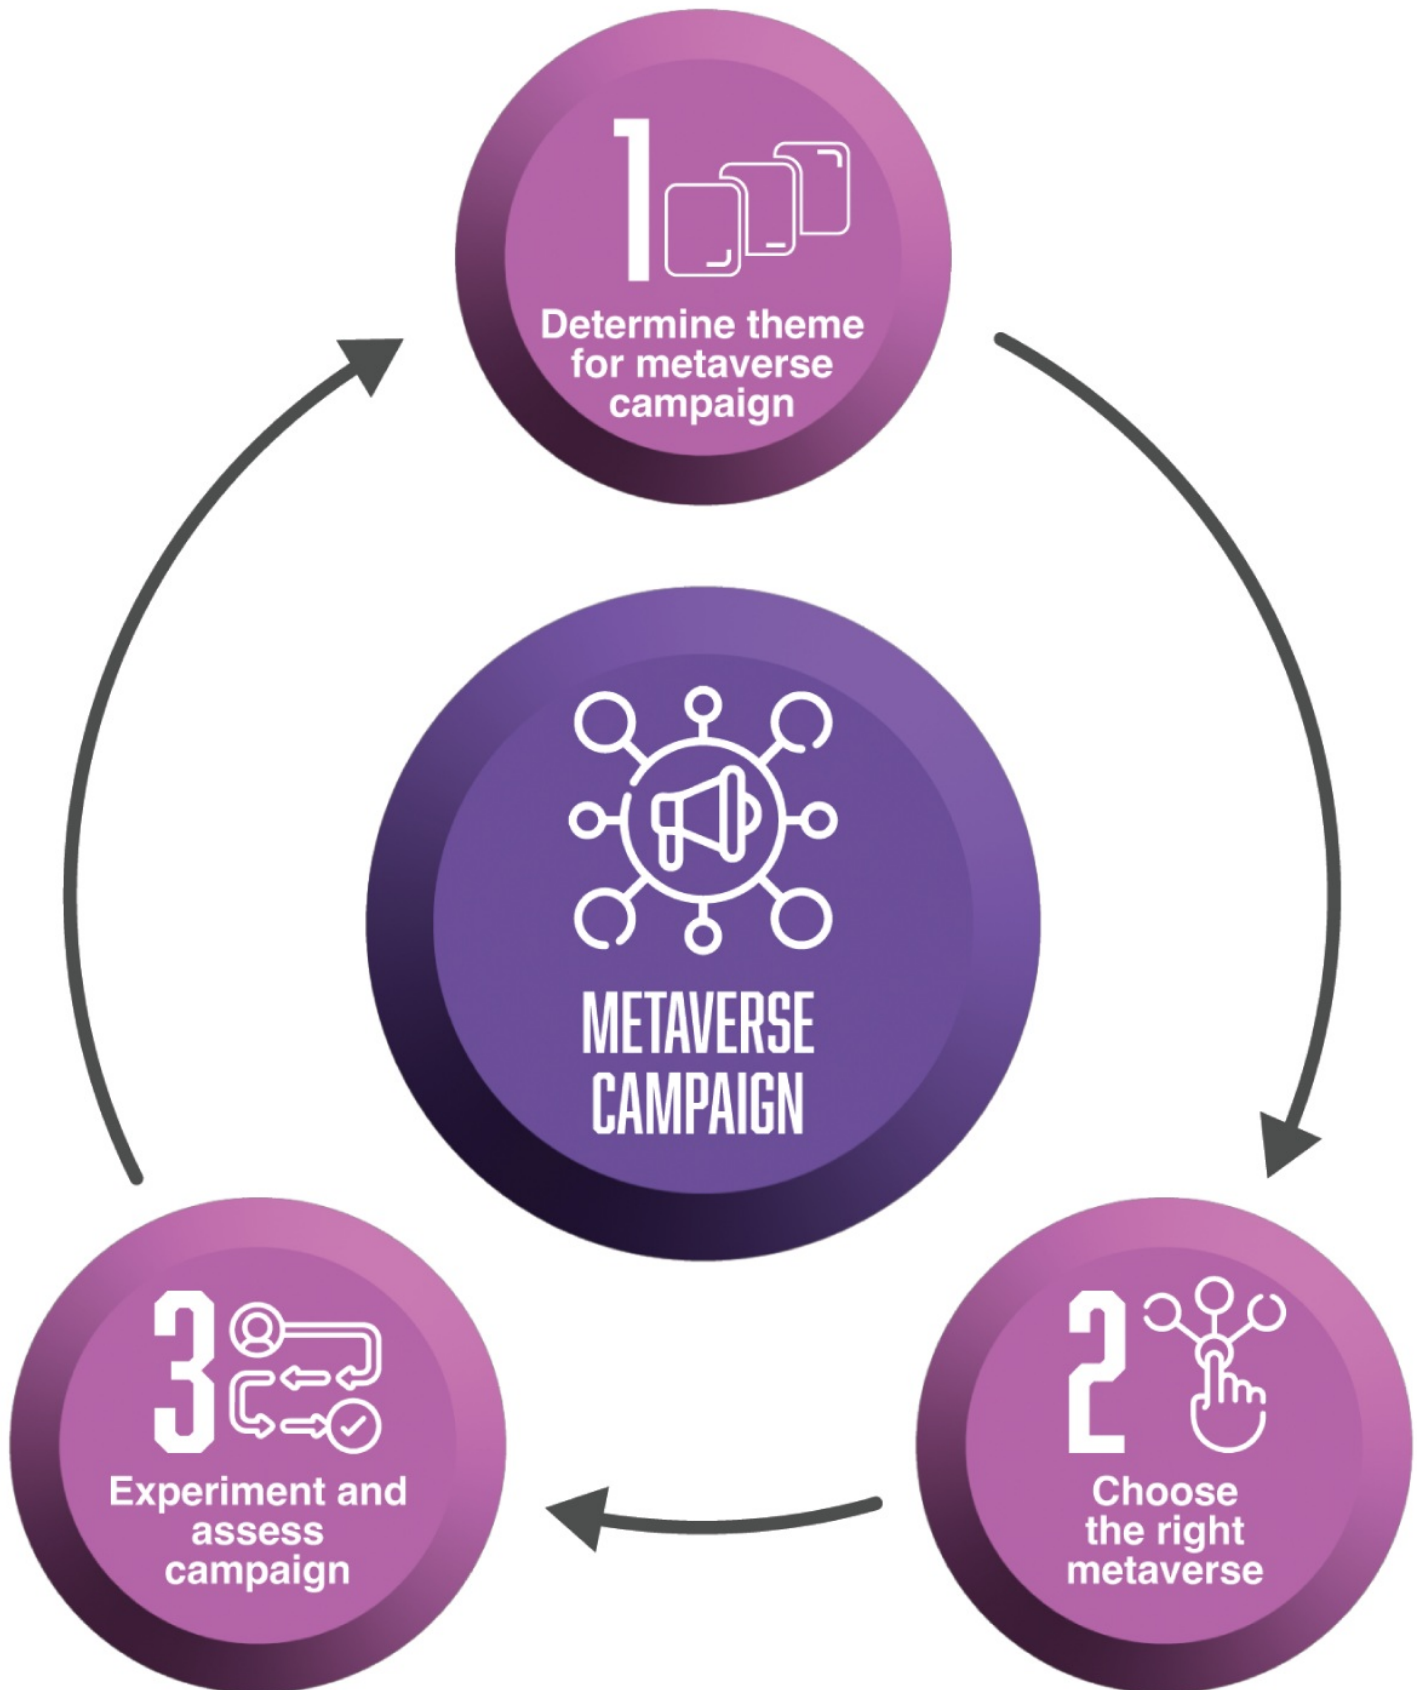 1
Determine theme
for metaverse
campaign
METAVERSE
CAMPAIGN
2
Choose
the right
metaverse
3
Experiment and
assess
campaign